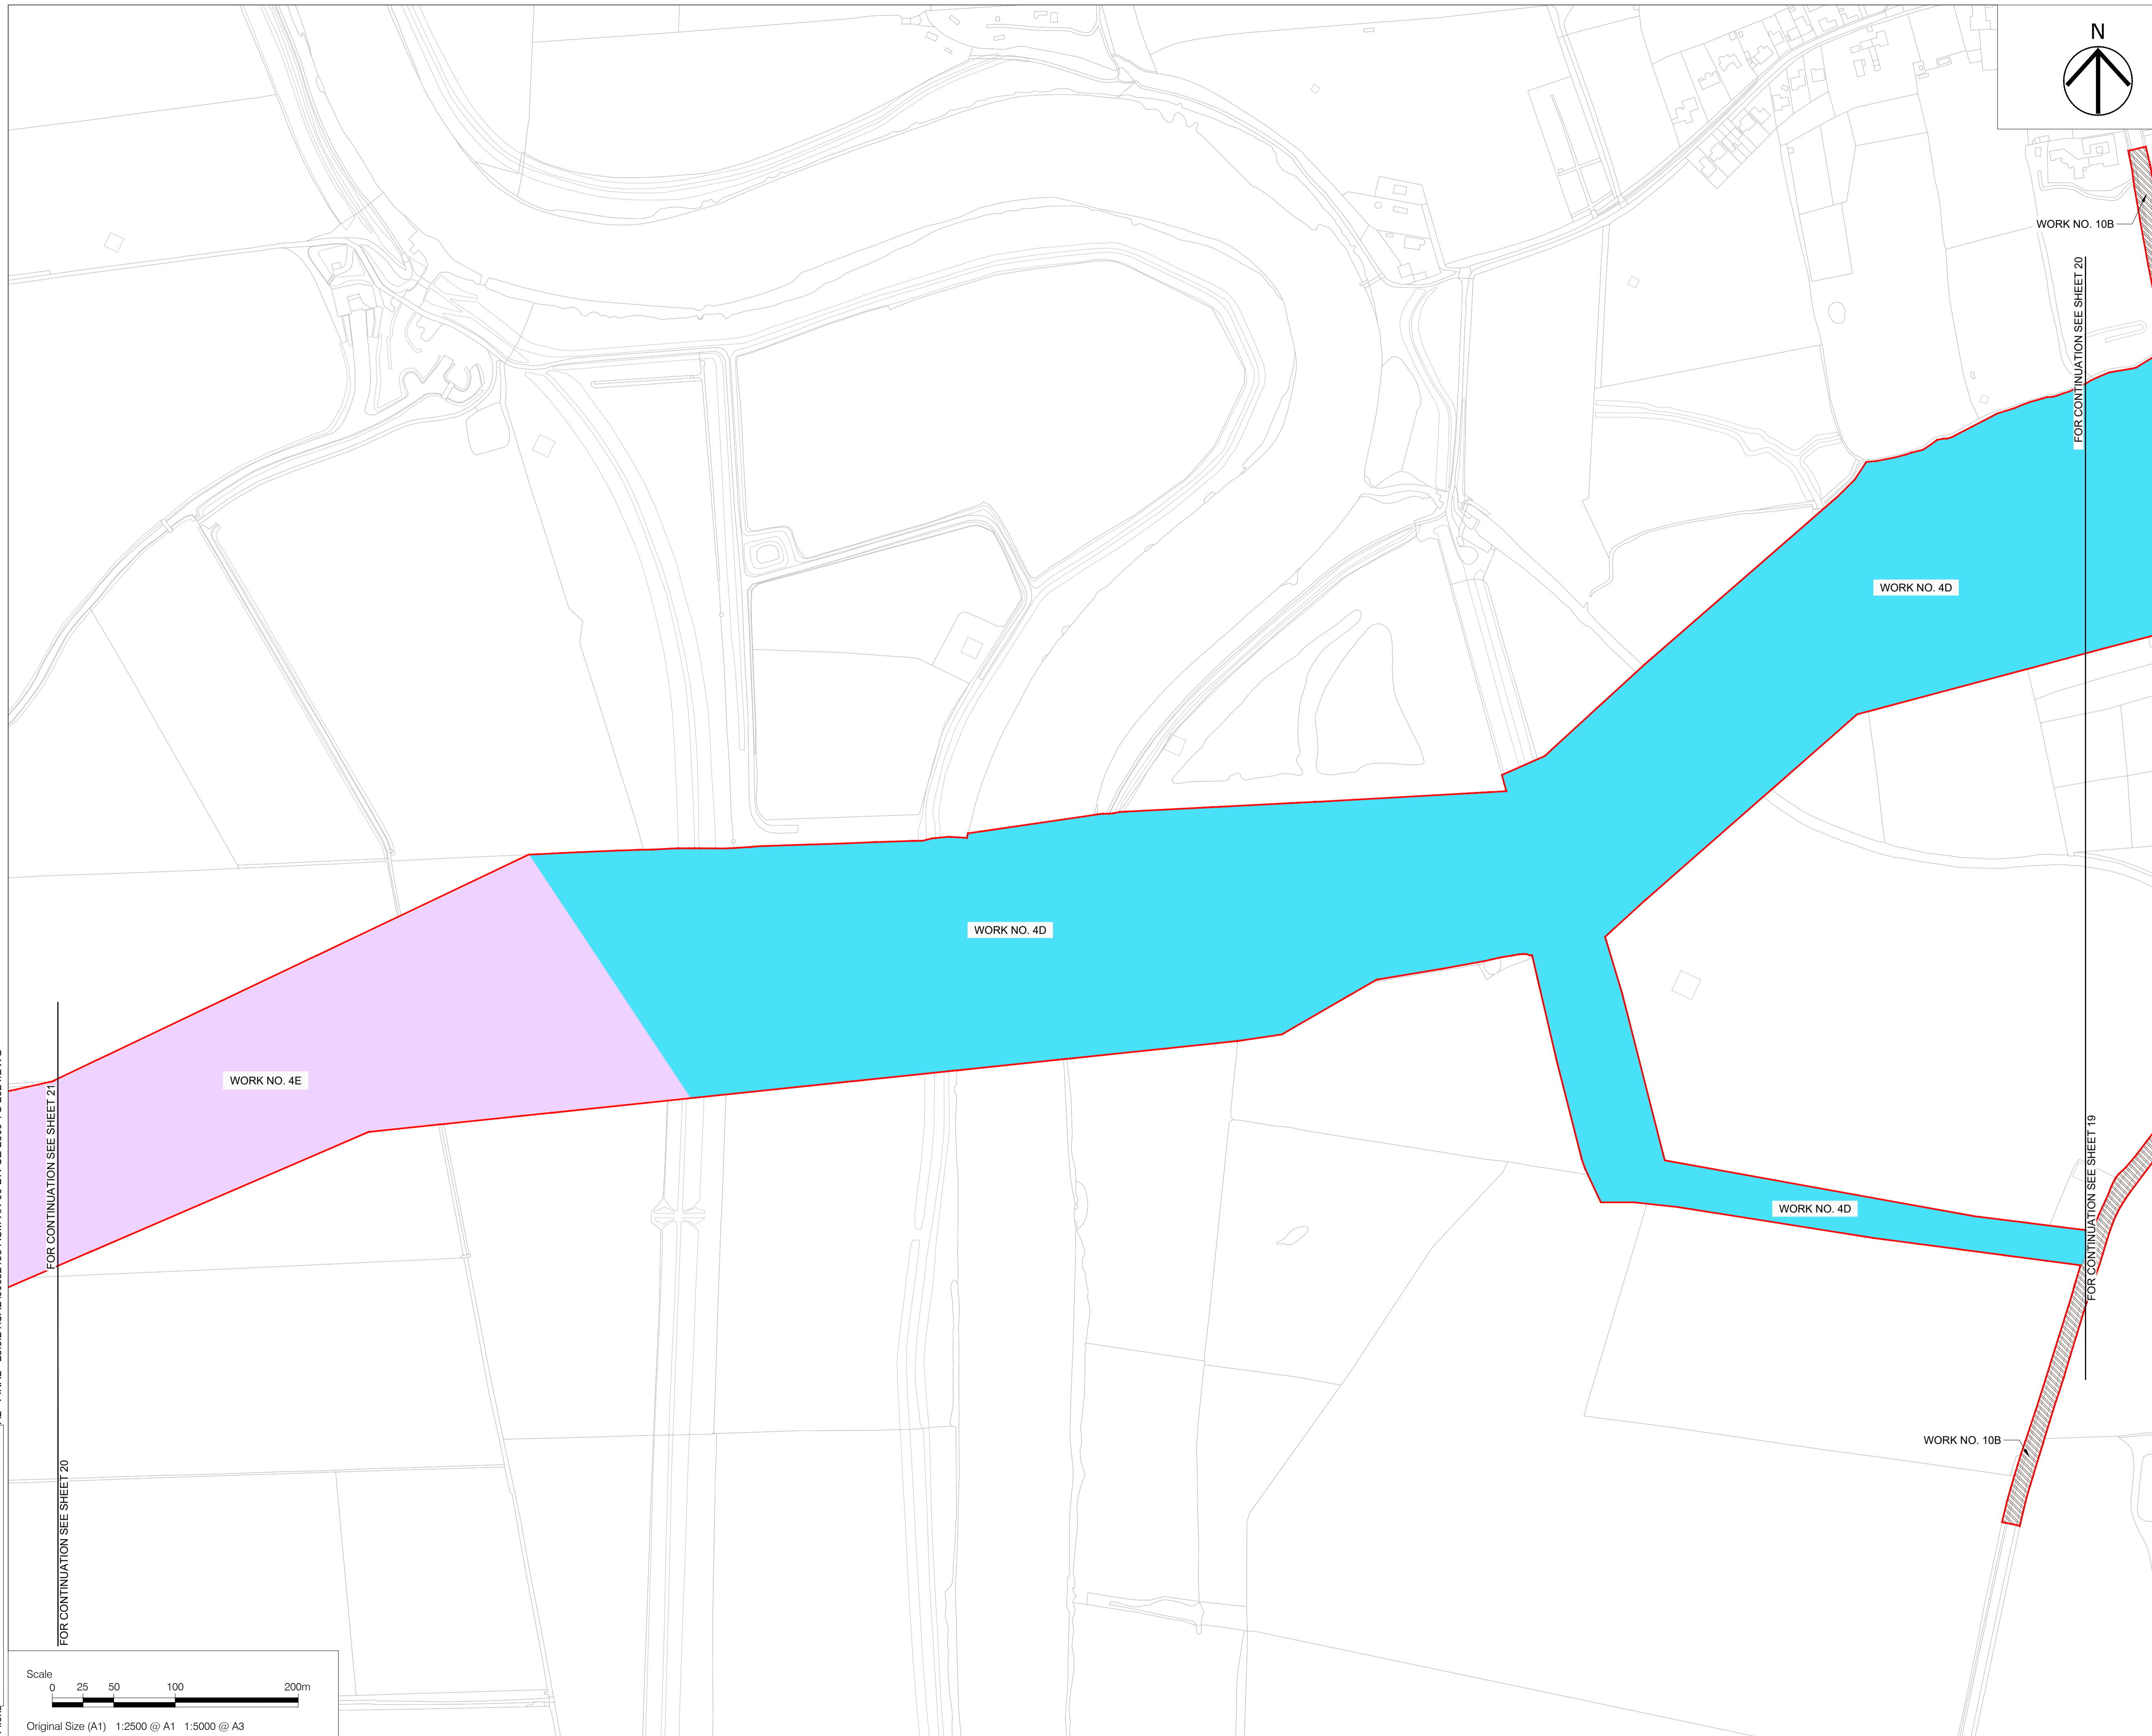 N
WORK NO. 10B
FOR CONTINUATION SEE SHEET 20
WORK NO. 4D
WORK NO. 4D
WORK NO. 4E
FOR CONTINUATION SEE SHEET 21
FOR CONTINUATION SEE SHEET 19
WORK NO. 4D
WORK NO. 10B
FOR CONTINUATION SEE SHEET 20
Scale
0 25 50 100 200m
Original Size (A1) 1:2500 @ A1 1:5000 @ A3